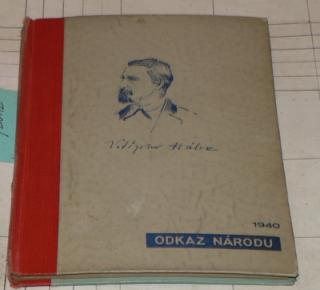 Vítězslav Hálek
1940
ODKAZ NÁRODU